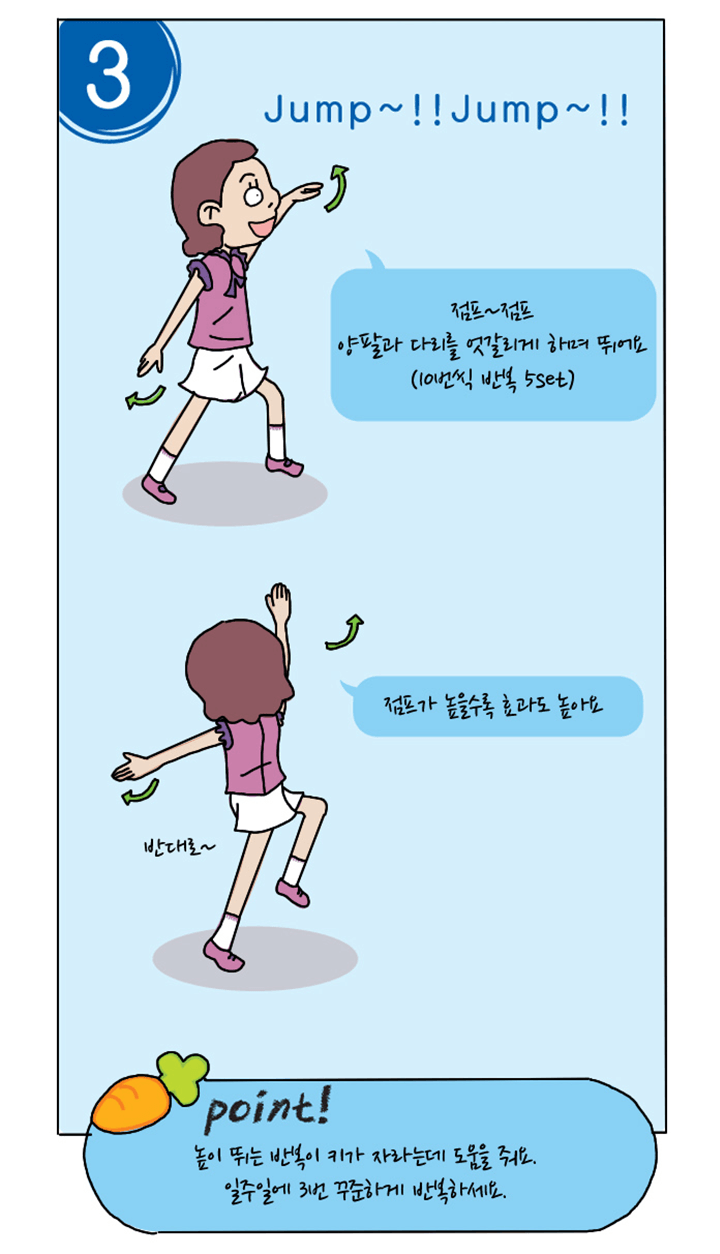 3
Jump~!!Jump~!!
점프~점프
양팔과 다리를 엇갈리게 하며 뛰어요
(10번씩 반복 5set)
점프가 높을수록 효과도 높아요
반대로~
point!
높이 뛰는 반복이 키가 자라는데 도움을 줘요.
일주일에 3번 꾸준하게 반복하세요.